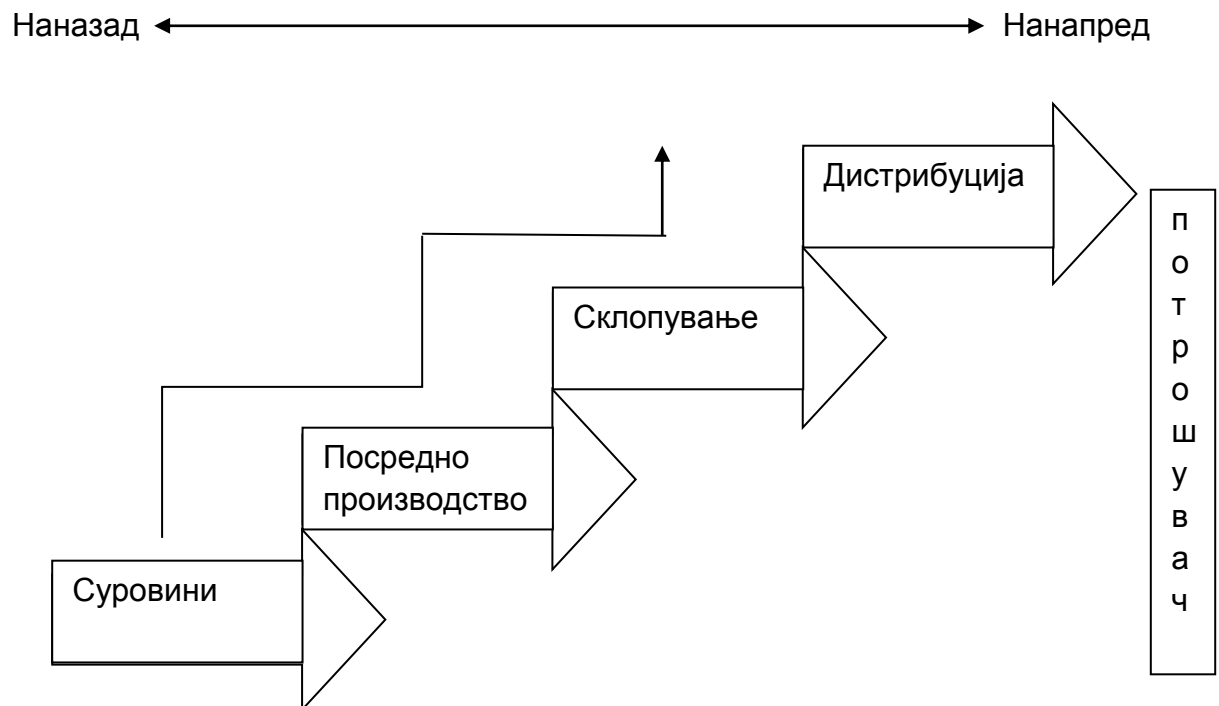 Наназад
Нанапред
Дистрибуција
Склопување
Посредно
производство
Суровини
потрошувач